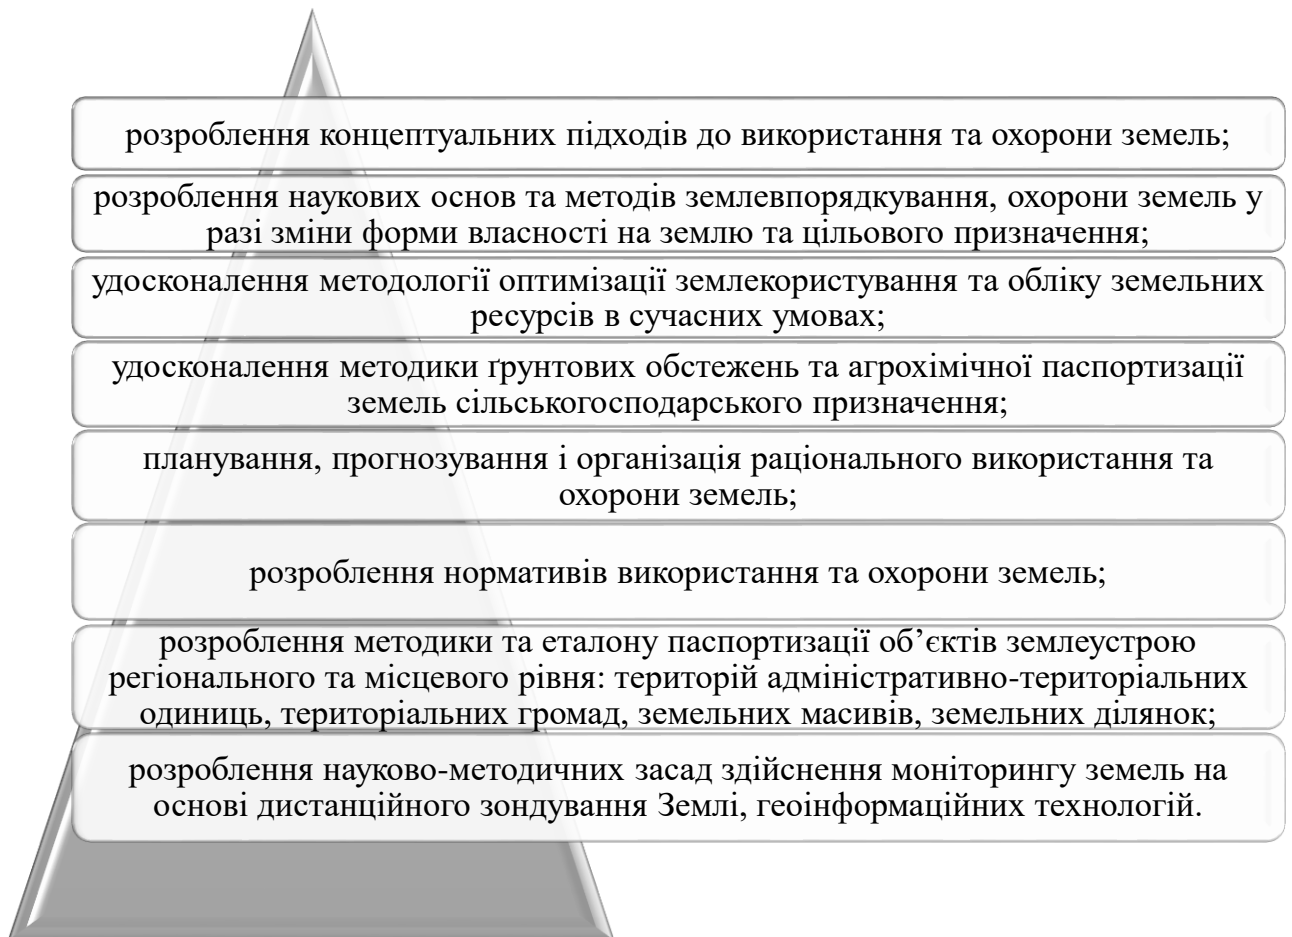 розроблення концептуальних підходів до використання та охорони земель;
розроблення наукових основ та методів землевпорядкування, охорони земель у
разі зміни форми власності на землю та цільового призначення;
удосконалення методології оптимізації землекористування та обліку земельних
ресурсів в сучасних умовах;
удосконалення методики ґрунтових обстежень та агрохімічної паспортизації
земель сільськогосподарського призначення;
планування, прогнозування і організація раціонального використання та
охорони земель;
розроблення нормативів використання та охорони земель;
розроблення методики та еталону паспортизації об’єктів землеустрою
регіонального та місцевого рівня: територій адміністративно-територіальних
одиниць, територіальних громад, земельних масивів, земельних ділянок;
розроблення науково-методичних засад здійснення моніторингу земель на
основі дистанційного зондування Землі, геоінформаційних технологій.